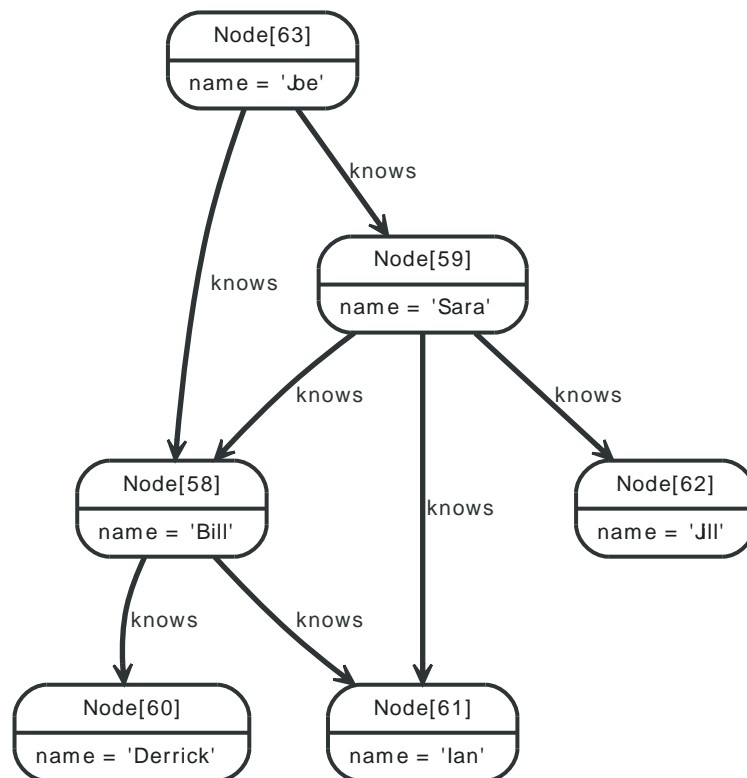 Node[63]
name = 'Joe'
knows
Node[59]
knows
name = 'Sara'
knows
knows
Node[58]
Node[62]
knows
name = 'Bill'
name = 'Jill'
knows
knows
Node[60]
Node[61]
name = 'Derrick'
name = 'Ian'